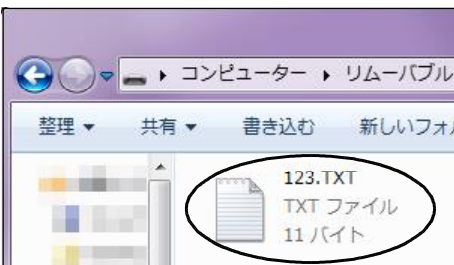 コンピューター ▸ リムーバブル
整理 ▼ 共有 ▼ 書き込む 新しいフォ
123.TXT
TXT ファイル
11 バイト